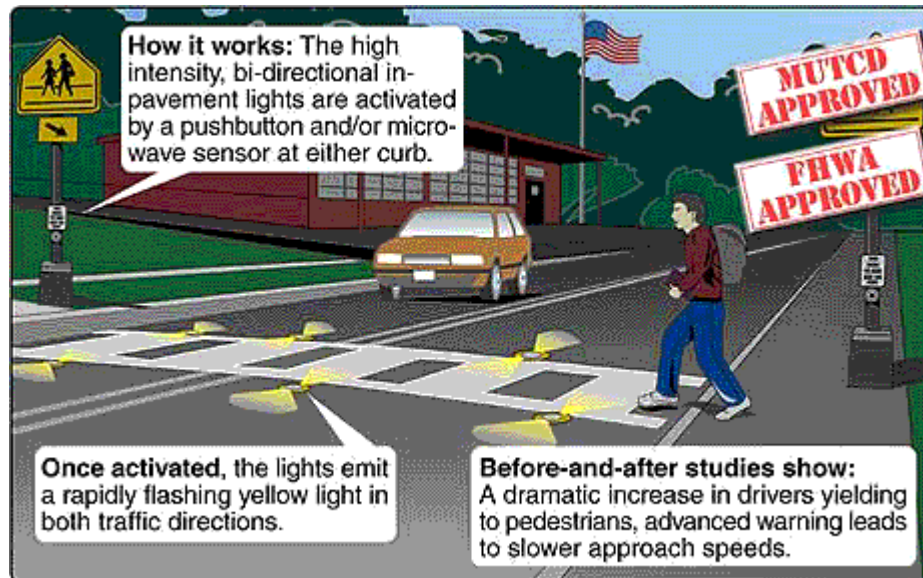 How it works: The high
intensity, bi-directional in-
pavement lights are activated
by a pushbutton and/or micro-
wave sensor at either curb.
MUTCD
APPROVED
FHWA
APPROVED
Once activated, the lights emit
a rapidly flashing yellow light in
both traffic directions.
Before-and-after studies show:
A dramatic increase in drivers yielding
to pedestrians, advanced warning leads
to slower approach speeds.